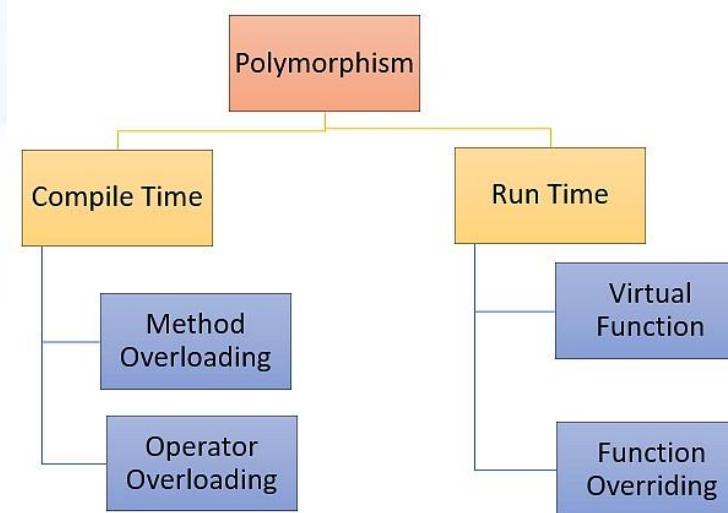 Polymorphism
Compile Time
Run Time
Method
Overloading
Operator
Overloading
Virtual
Function
Function
Overriding